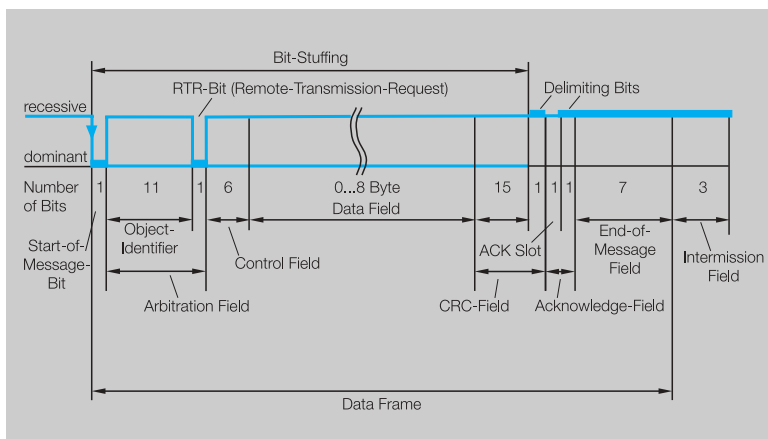 Bit-Stuffing
RTR-Bit (Remote-Transmission-Request)
Delimiting Bits
recessive
dominant
Number
of Bits
1
11
1
6
0...8 Byte
15
1
1
1
7
3
Data Field
Start-of-
Message-
Bit
Object-
Identifier
Control Field
ACK Slot
End-of-
Message
Field
Intermission
Field
Arbitration Field
CRC-Field
Acknowledge-Field
Data Frame